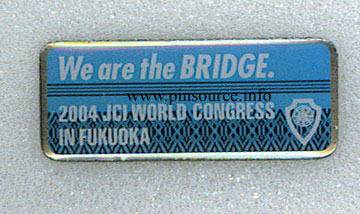 We are the BRIDGE.
www.pinsource.info
2004 JCI WORLD CONGRESS
IN FUKUOKA